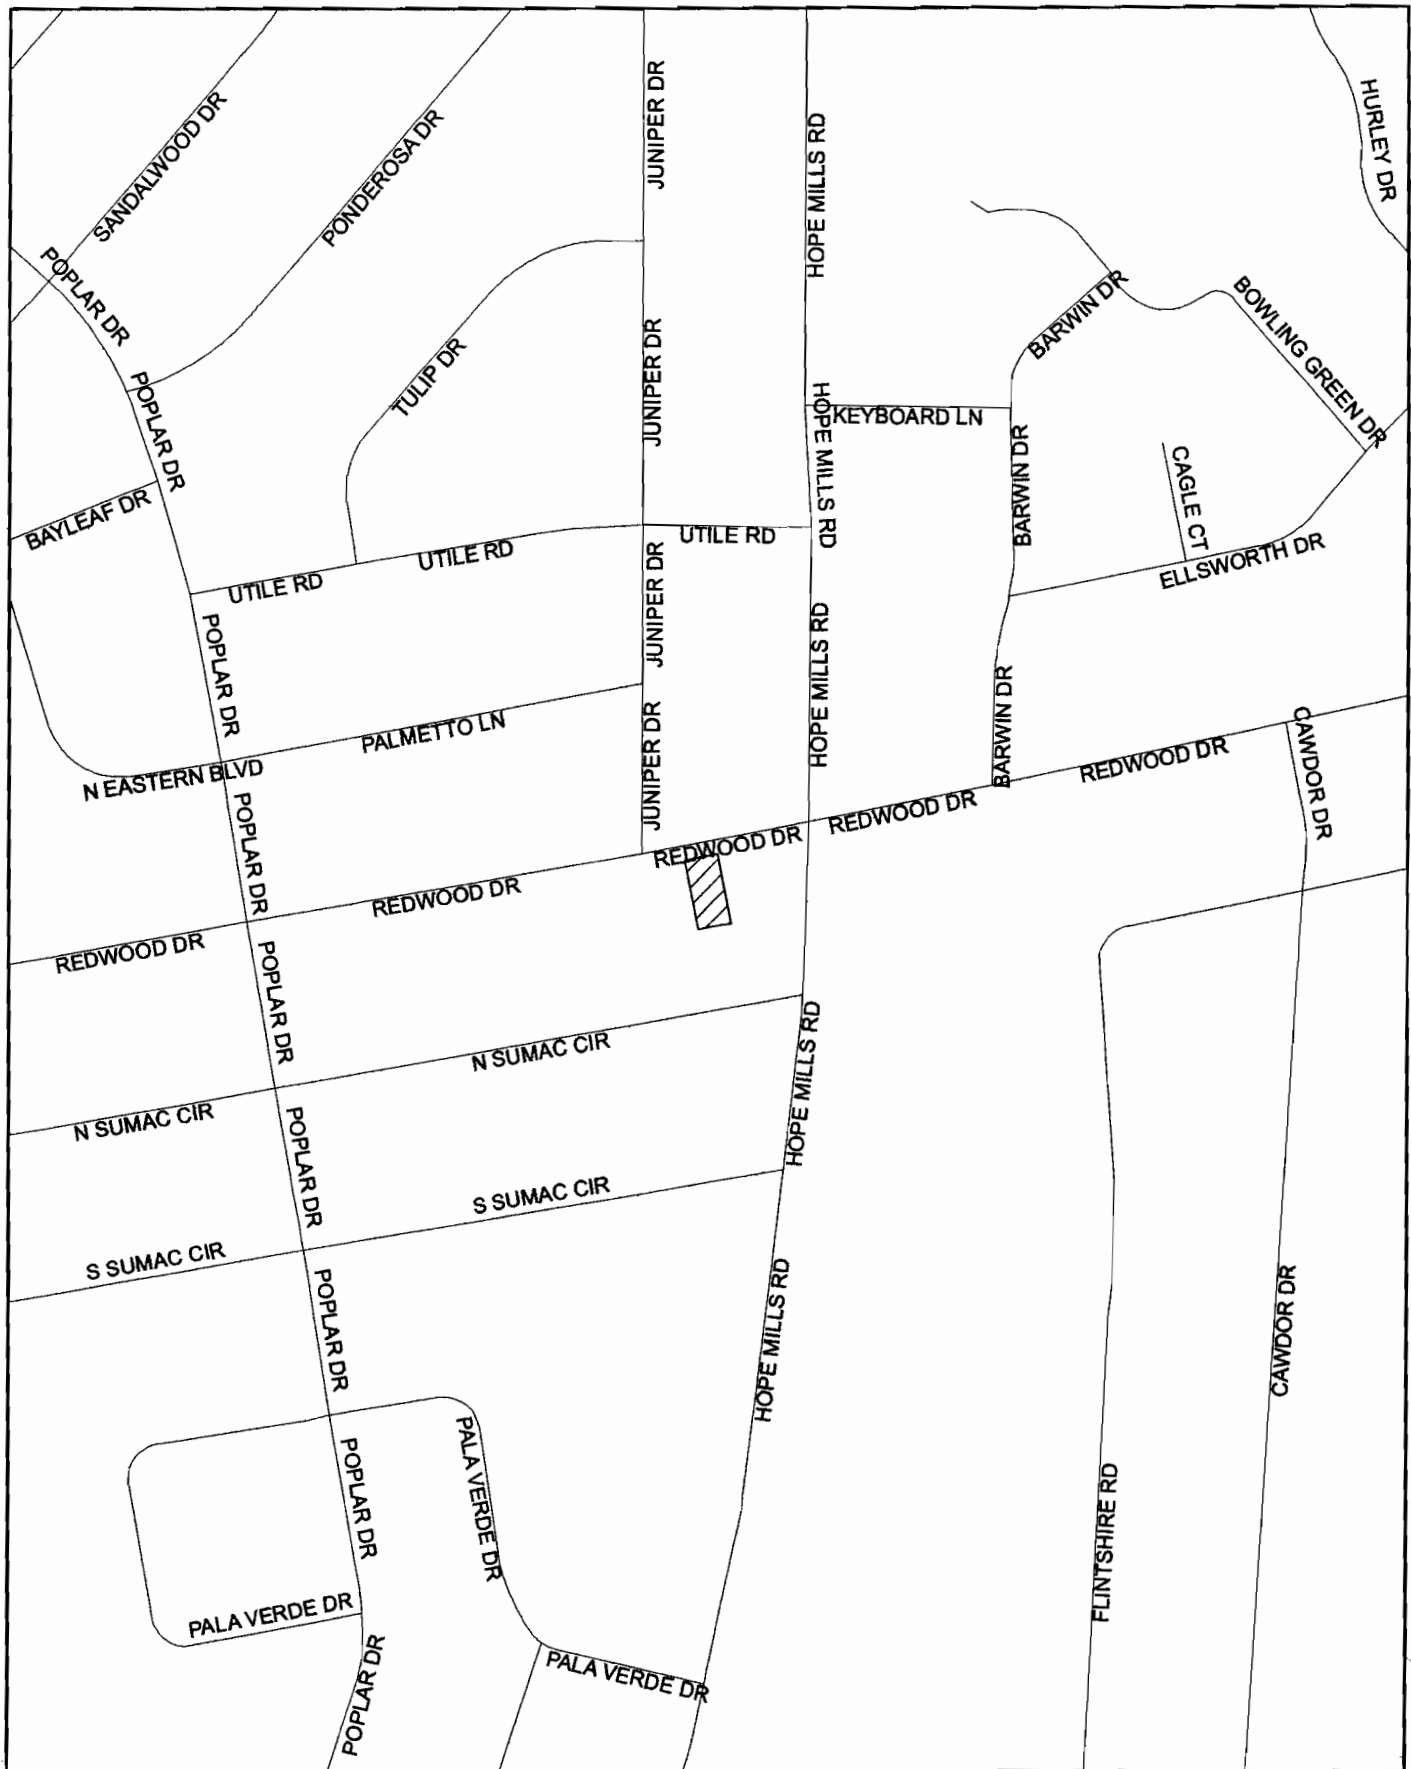 SANDALWOOD DR
PONDEROSA DR
JUNIPER DR
HOPE MILLS RD
HURLEY DR
POPLAR DR
BARWIN DR
BOWLING GREEN DR
TULIP DR
JUNIPER DR
POPLAR DR
HOPE MILLS RD
KEYBOARD LN
BARWIN DR
CAGLE CT
BAYLEAF DR
UTILE RD
UTILE RD
UTILE RD
JUNIPER DR
ELLSWORTH DR
POPLAR DR
HOPE MILLS RD
BARWIN DR
PALMETTO LN
JUNIPER DR
N EASTERN BLVD
REDWOOD DR
CAWDOR DR
POPLAR DR
REDWOOD DR
REDWOOD DR
REDWOOD DR
REDWOOD DR
POPLAR DR
N SUMAC CIR
HOPE MILLS RD
N SUMAC CIR
POPLAR DR
S SUMAC CIR
S SUMAC CIR
POPLAR DR
HOPE MILLS RD
CAWDOR DR
PALA VERDE DR
POPLAR DR
FLINTSHIRE RD
PALA VERDE DR
POPLAR DR
PALA VERDE DR